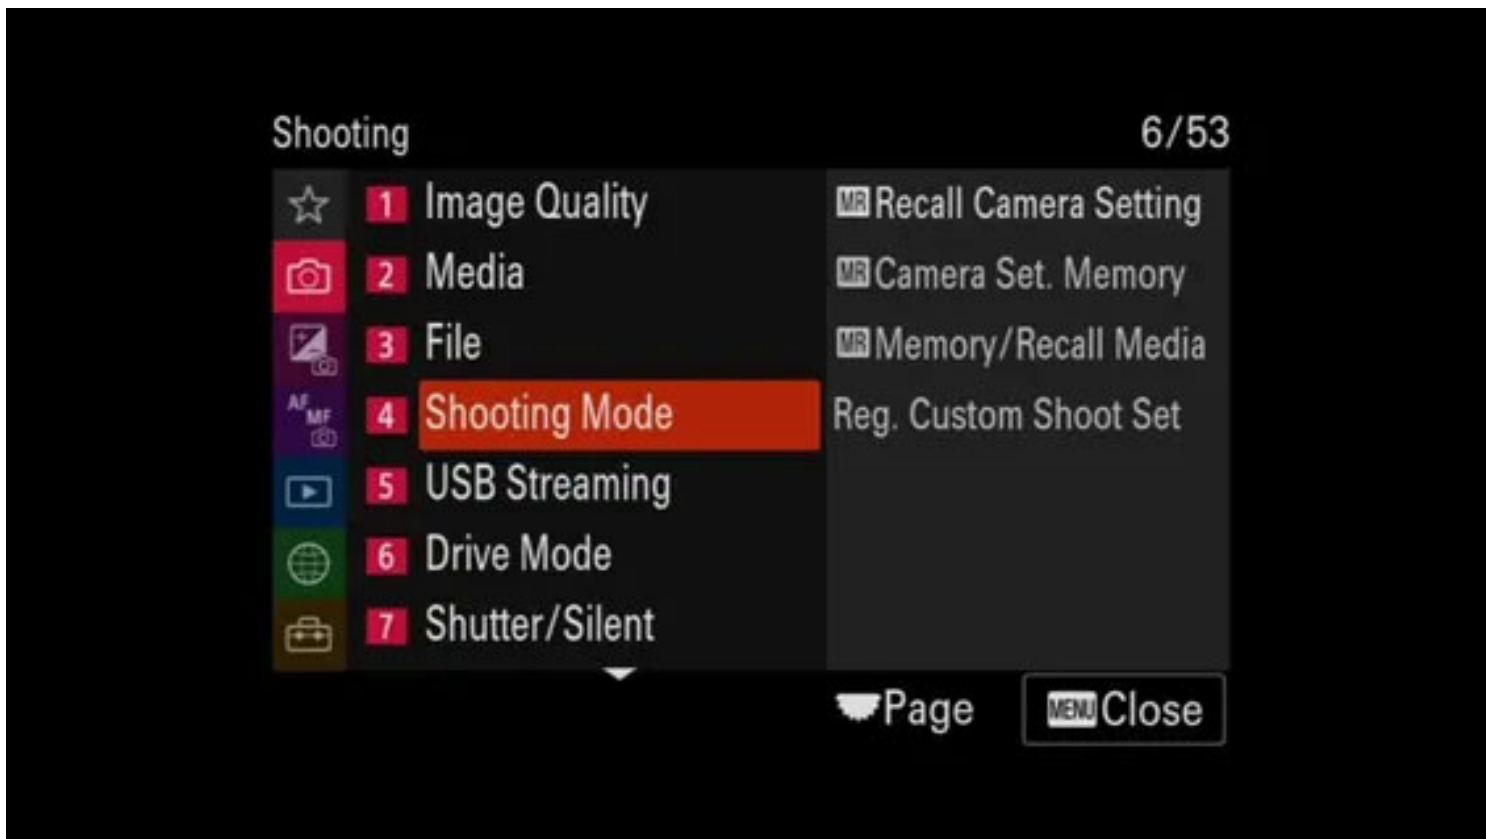 Shooting 6/53
1 Image Quality
2 Media
3 File
4 Shooting Mode
5 USB Streaming
6 Drive Mode
7 Shutter/Silent
AF MF
MR Recall Camera Setting
MR Camera Set. Memory
MR Memory/Recall Media
Reg. Custom Shoot Set
Page
MENU Close